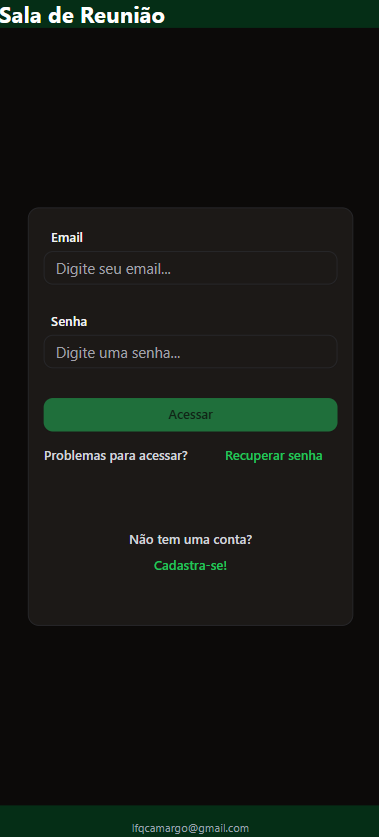 Sala de Reunião
Email
Digite seu email...
Senha
Digite uma senha...
Acessar
Problemas para acessar? Recuperar senha
Não tem uma conta?
Cadastra-se!
lfqcamargo@gmail.com